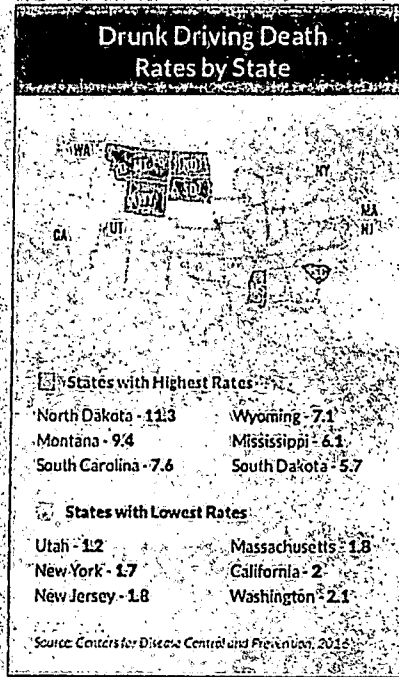 Drunk Driving Death
Rates by State
WA
MT
ND
SD
WY
NY
MA
NJ
CA
UT
States with Highest Rates
North Dakota - 11.3
Wyoming - 7.1
Montana - 9.4
Mississippi - 6.1
South Carolina - 7.6
South Dakota - 5.7
States with Lowest Rates
Utah - 1.2
Massachusetts - 1.8
New York - 1.7
California - 2
New Jersey - 1.8
Washington - 2.1
Source: Centers for Disease Control and Prevention,